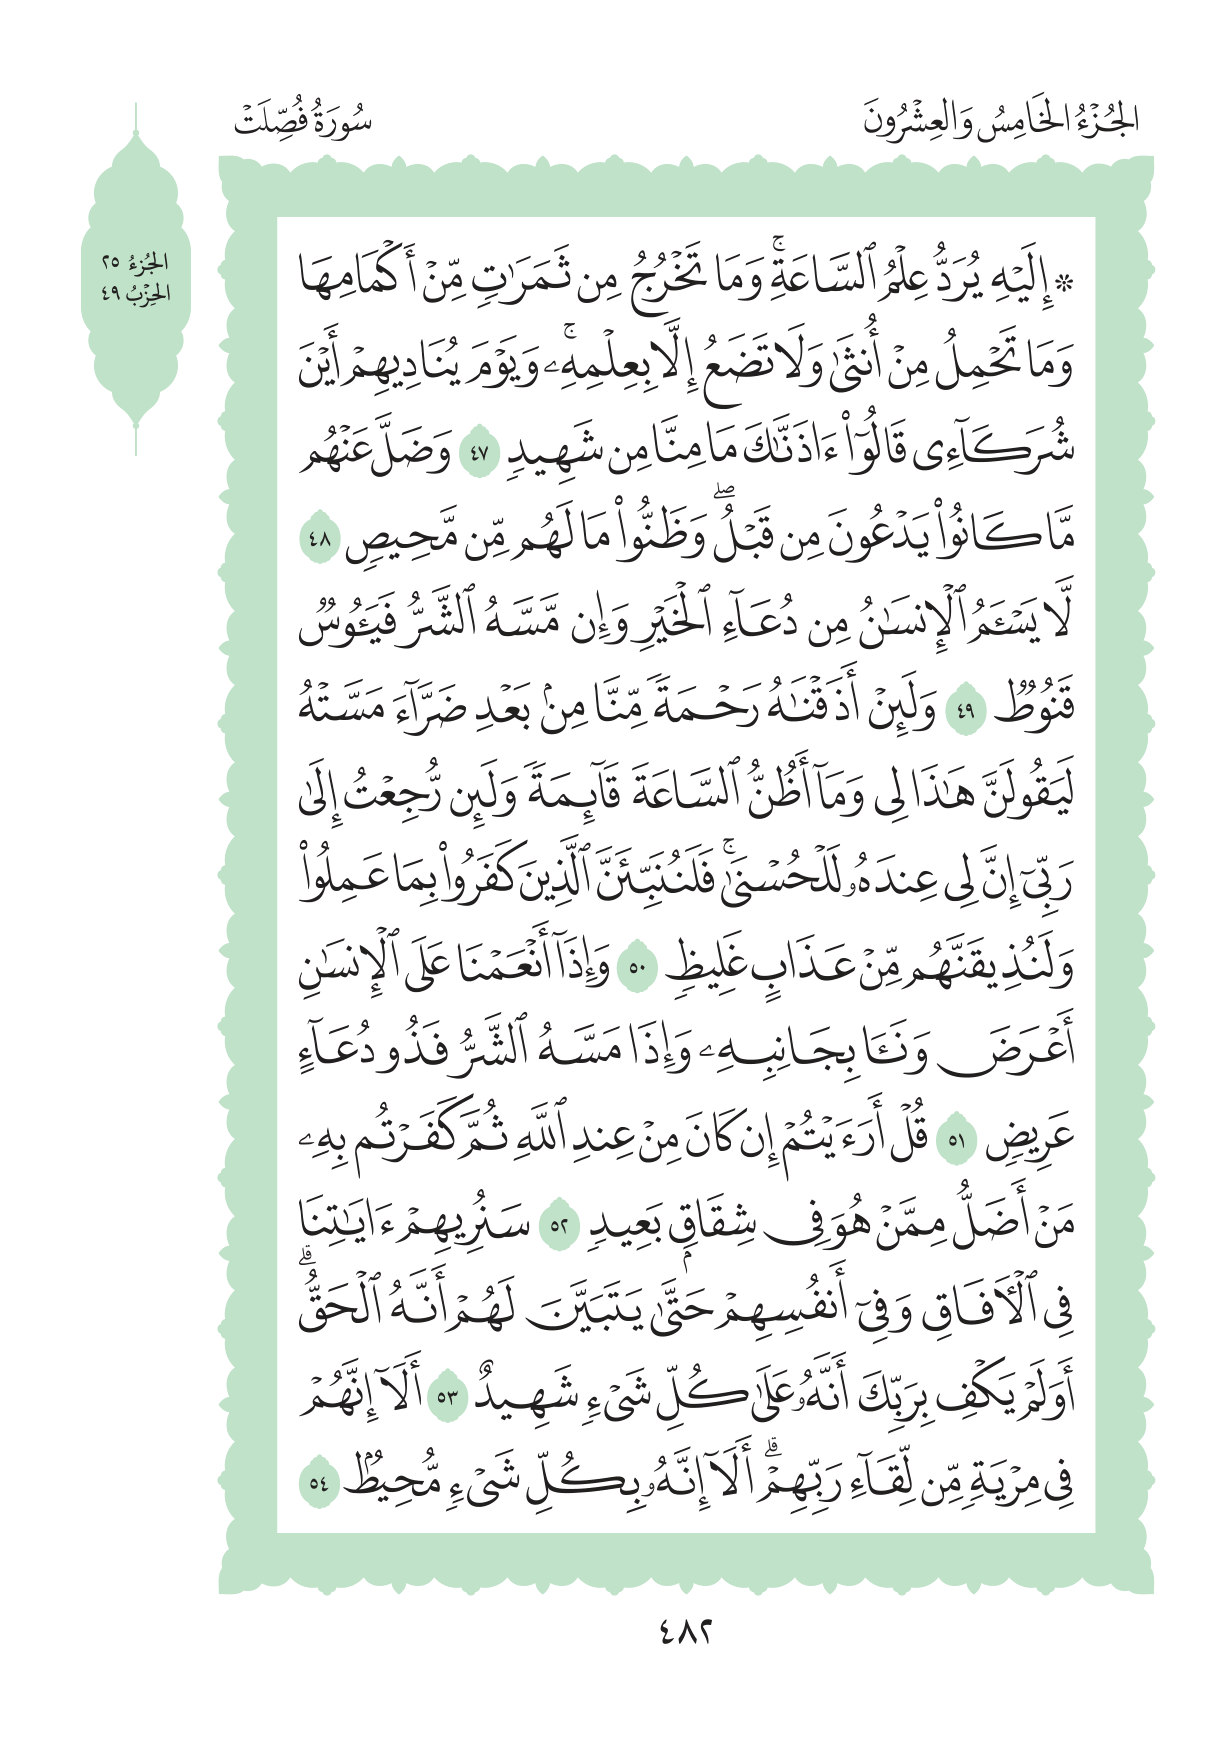 الجُزْءُ الخَامِسُ وَالعِشْرُونَ
سُورَةُ فُصِّلَتْ
الجُزءُ ٢٥
الحِزْبُ ٤٩
۞ إِلَيْهِ يُرَدُّ عِلْمُ ٱلسَّاعَةِۚ وَمَا تَخْرُجُ مِن ثَمَرَٰتٍ مِّنْ أَكْمَامِهَا
وَمَا تَحْمِلُ مِنْ أُنثَىٰ وَلَا تَضَعُ إِلَّا بِعِلْمِهِۦۚ وَيَوْمَ يُنَادِيهِمْ أَيْنَ
شُرَكَآءِى قَالُوٓا۟ ءَاذَنَّـٰكَ مَا مِنَّا مِن شَهِيدٍ ٤٧ وَضَلَّ عَنْهُم
مَّا كَانُوا۟ يَدْعُونَ مِن قَبْلُۖ وَظَنُّوا۟ مَا لَهُم مِّن مَّحِيصٍ ٤٨
لَّا يَسْـَٔمُ ٱلْإِنسَـٰنُ مِن دُعَآءِ ٱلْخَيْرِ وَإِن مَّسَّهُ ٱلشَّرُّ فَيَـُٔوسٌ
قَنُوطٌ ٤٩ وَلَئِنْ أَذَقْنَـٰهُ رَحْمَةً مِّنَّا مِنۢ بَعْدِ ضَرَّآءَ مَسَّتْهُ
لَيَقُولَنَّ هَـٰذَا لِى وَمَآ أَظُنُّ ٱلسَّاعَةَ قَآئِمَةً وَلَئِن رُّجِعْتُ إِلَىٰ
رَبِّىٓ إِنَّ لِى عِندَهُۥ لَلْحُسْنَىٰۚ فَلَنُنَبِّئَنَّ ٱلَّذِينَ كَفَرُوا۟ بِمَا عَمِلُوا۟
وَلَنُذِيقَنَّهُم مِّنْ عَذَابٍ غَلِيظٍ ٥٠ وَإِذَآ أَنْعَمْنَا عَلَى ٱلْإِنسَـٰنِ
أَعْرَضَ وَنَـَٔا بِجَانِبِهِۦ وَإِذَا مَسَّهُ ٱلشَّرُّ فَذُو دُعَآءٍ
عَرِيضٍ ٥١ قُلْ أَرَءَيْتُمْ إِن كَانَ مِنْ عِندِ ٱللَّهِ ثُمَّ كَفَرْتُم بِهِۦ
مَنْ أَضَلُّ مِمَّنْ هُوَ فِى شِقَاقٍۭ بَعِيدٍ ٥٢ سَنُرِيهِمْ ءَايَـٰتِنَا
فِى ٱلْـَٔافَاقِ وَفِىٓ أَنفُسِهِمْ حَتَّىٰ يَتَبَيَّنَ لَهُمْ أَنَّهُ ٱلْحَقُّۗ
أَوَلَمْ يَكْفِ بِرَبِّكَ أَنَّهُۥ عَلَىٰ كُلِّ شَىْءٍ شَهِيدٌ ٥٣ أَلَآ إِنَّهُمْ
فِى مِرْيَةٍ مِّن لِّقَآءِ رَبِّهِمْۗ أَلَآ إِنَّهُۥ بِكُلِّ شَىْءٍ مُّحِيطٌۢ ٥٤
٤٨٢